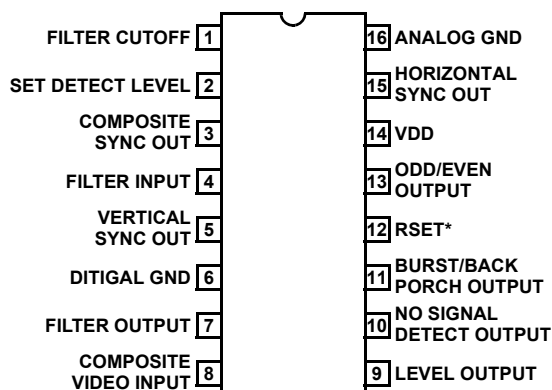 FILTER CUTOFF 1
SET DETECT LEVEL 2
COMPOSITE
SYNC OUT 3
FILTER INPUT 4
VERTICAL
SYNC OUT 5
DITIGAL GND 6
FILTER OUTPUT 7
COMPOSITE
VIDEO INPUT 8
16 ANALOG GND
15 HORIZONTAL
SYNC OUT
14 VDD
13 ODD/EVEN
OUTPUT
12 RSET*
11 BURST/BACK
PORCH OUTPUT
10 NO SIGNAL
DETECT OUTPUT
9 LEVEL OUTPUT